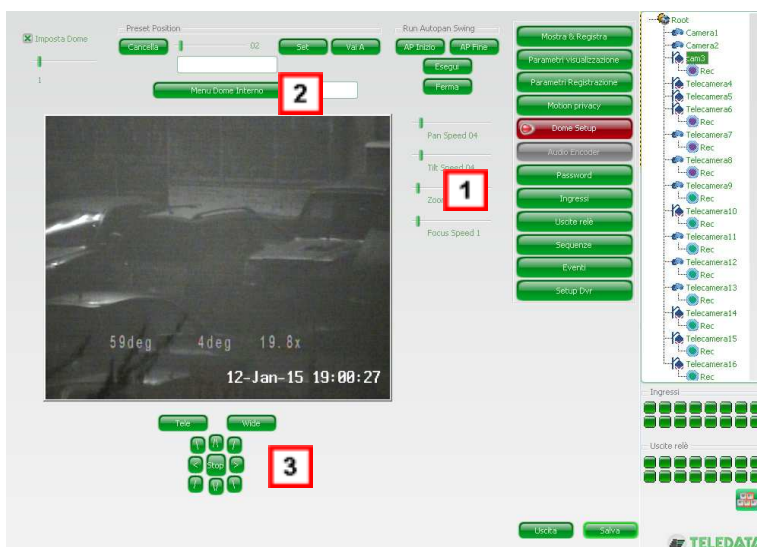 Imposta Dome
1
Preset Position
Cancella
02
Set
Vai A
Menu Dome Interno
2
Run Autopan Swing
AP Inizio
AP Fine
Esegui
Ferma
Pan Speed 04
Tilt Speed 04
Zoo
1
Focus Speed 1
59deg 4deg 19.8x
12-Jan-15 19:00:27
Tele
Wide
< Stop >
3
Mostra & Registra
Parametri visualizzazione
Parametri Registrazione
Motion privacy
Dome Setup
Audio Encoder
Password
Ingressi
Uscite relè
Sequenze
Eventi
Setup Dvr
Uscita
Salva
Root
Camera1
Camera2
cam3
Rec
Telecamera4
Telecamera5
Telecamera6
Rec
Telecamera7
Rec
Telecamera8
Rec
Telecamera9
Rec
Telecamera10
Rec
Telecamera11
Rec
Telecamera12
Rec
Telecamera13
Rec
Telecamera14
Rec
Telecamera15
Rec
Telecamera16
Rec
Ingressi
Uscite relè
TELEDATA